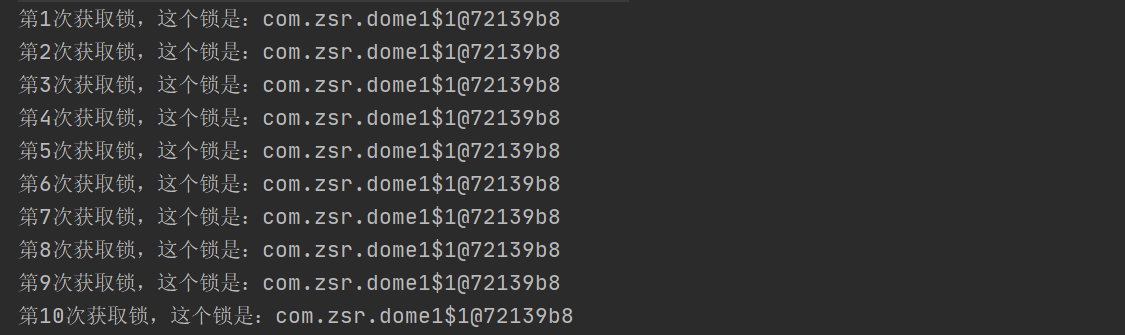 第1次获取锁，这个锁是：com.zsr.dome1$1@72139b8
第2次获取锁，这个锁是：com.zsr.dome1$1@72139b8
第3次获取锁，这个锁是：com.zsr.dome1$1@72139b8
第4次获取锁，这个锁是：com.zsr.dome1$1@72139b8
第5次获取锁，这个锁是：com.zsr.dome1$1@72139b8
第6次获取锁，这个锁是：com.zsr.dome1$1@72139b8
第7次获取锁，这个锁是：com.zsr.dome1$1@72139b8
第8次获取锁，这个锁是：com.zsr.dome1$1@72139b8
第9次获取锁，这个锁是：com.zsr.dome1$1@72139b8
第10次获取锁，这个锁是：com.zsr.dome1$1@72139b8